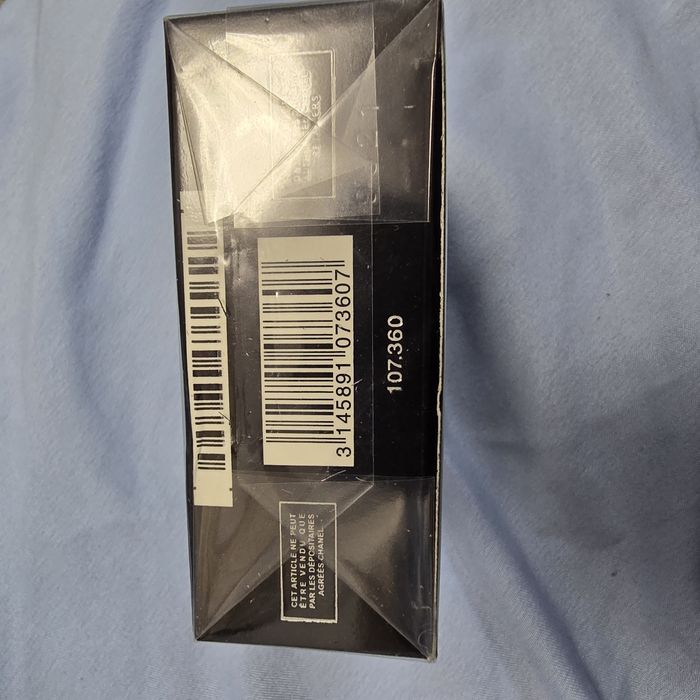 3 145891 073607
107.360
CET ARTICLE NE PEUT
ÊTRE VENDU QUE
PAR LES DÉPOSITAIRES
AGRÉÉS CHANEL.